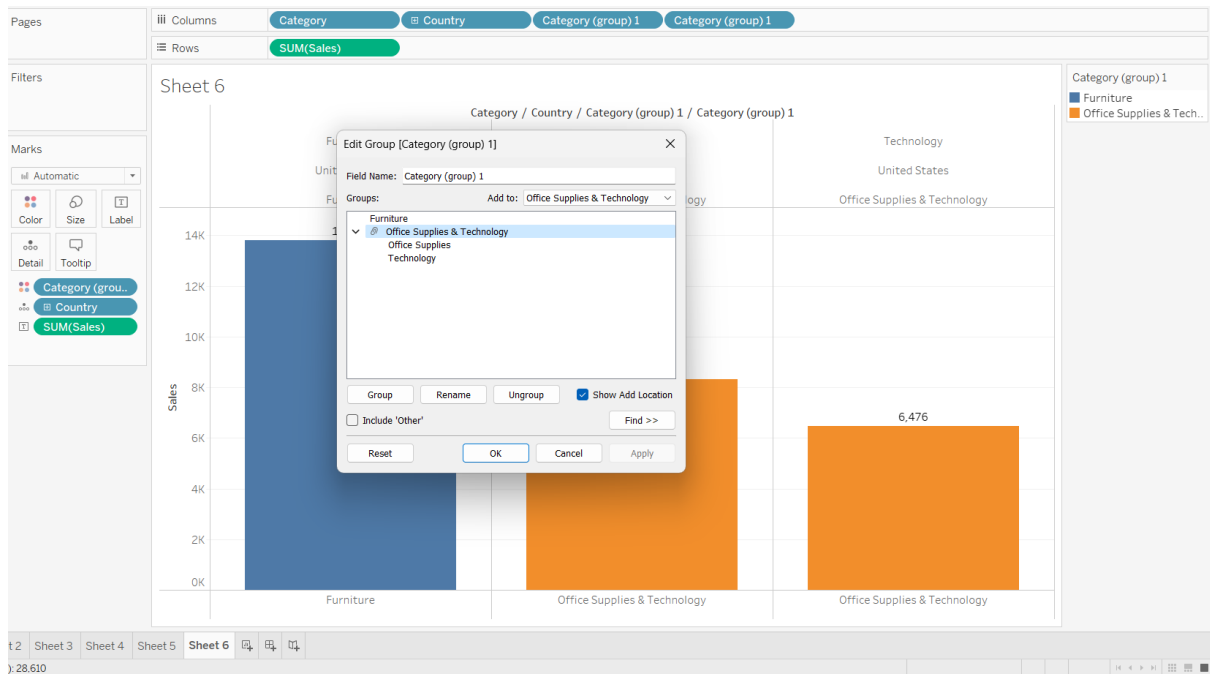 Pages
iii Columns
Category
Country
Category (group) 1
Category (group) 1
Rows
SUM(Sales)
Filters
Marks
Automatic
Color
Size
Label
Detail
Tooltip
Category (grou..
Country
SUM(Sales)
Sheet 6
Category / Country / Category (group) 1 / Category (group) 1
Fu
Technology
Unit
United States
Fu
ogy
Office Supplies & Technology
14K
12K
10K
8K
6K
4K
2K
0K
Sales
1
6,476
Furniture
Office Supplies & Technology
Office Supplies & Technology
Edit Group [Category (group) 1]
Field Name: Category (group) 1
Groups:
Add to: Office Supplies & Technology
Furniture
Office Supplies & Technology
Office Supplies
Technology
Group
Rename
Ungroup
Show Add Location
Include 'Other'
Find >>
Reset
OK
Cancel
Apply
Category (group) 1
Furniture
Office Supplies & Tech..
t 2
Sheet 3
Sheet 4
Sheet 5
Sheet 6
): 28,610